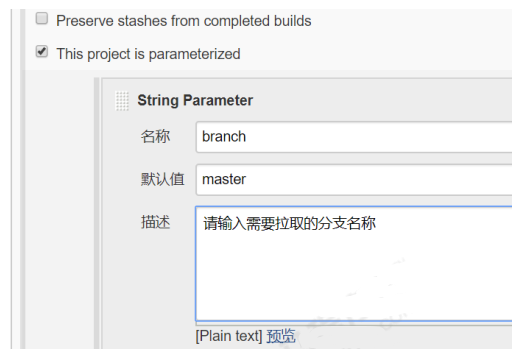 Preserve stashes from completed builds
This project is parameterized
String Parameter
名称 branch
默认值 master
描述 请输入需要拉取的分支名称
[Plain text] 预览